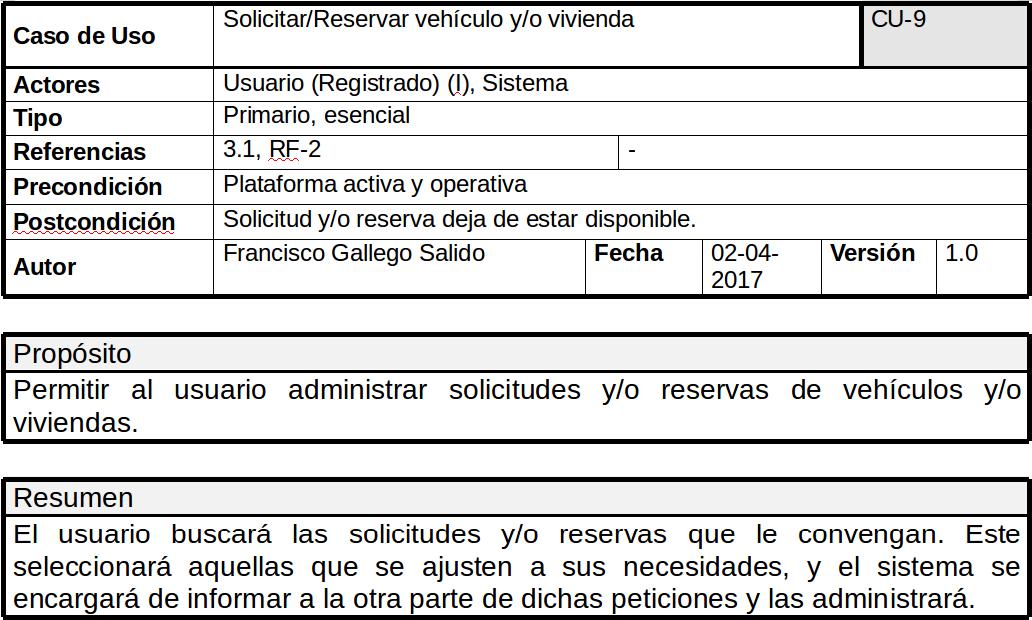 Caso de Uso Solicitar/Reservar vehículo y/o vivienda CU-9
Actores Usuario (Registrado) (I), Sistema
Tipo Primario, esencial
Referencias 3.1, RF-2 -
Precondición Plataforma activa y operativa
Postcondición Solicitud y/o reserva deja de estar disponible.
Autor Francisco Gallego Salido Fecha 02-04- Versión 1.0
2017
Propósito
Permitir al usuario administrar solicitudes y/o reservas de vehículos y/o
viviendas.
Resumen
El usuario buscará las solicitudes y/o reservas que le convengan. Este
seleccionará aquellas que se ajusten a sus necesidades, y el sistema se
encargará de informar a la otra parte de dichas peticiones y las administrará.